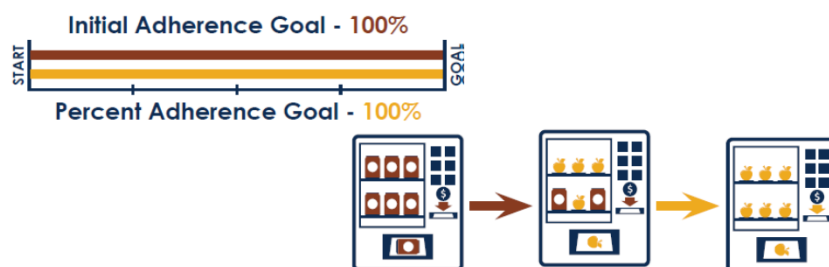 Initial Adherence Goal - 100%
START
GOAL
Percent Adherence Goal - 100%
$
$
$